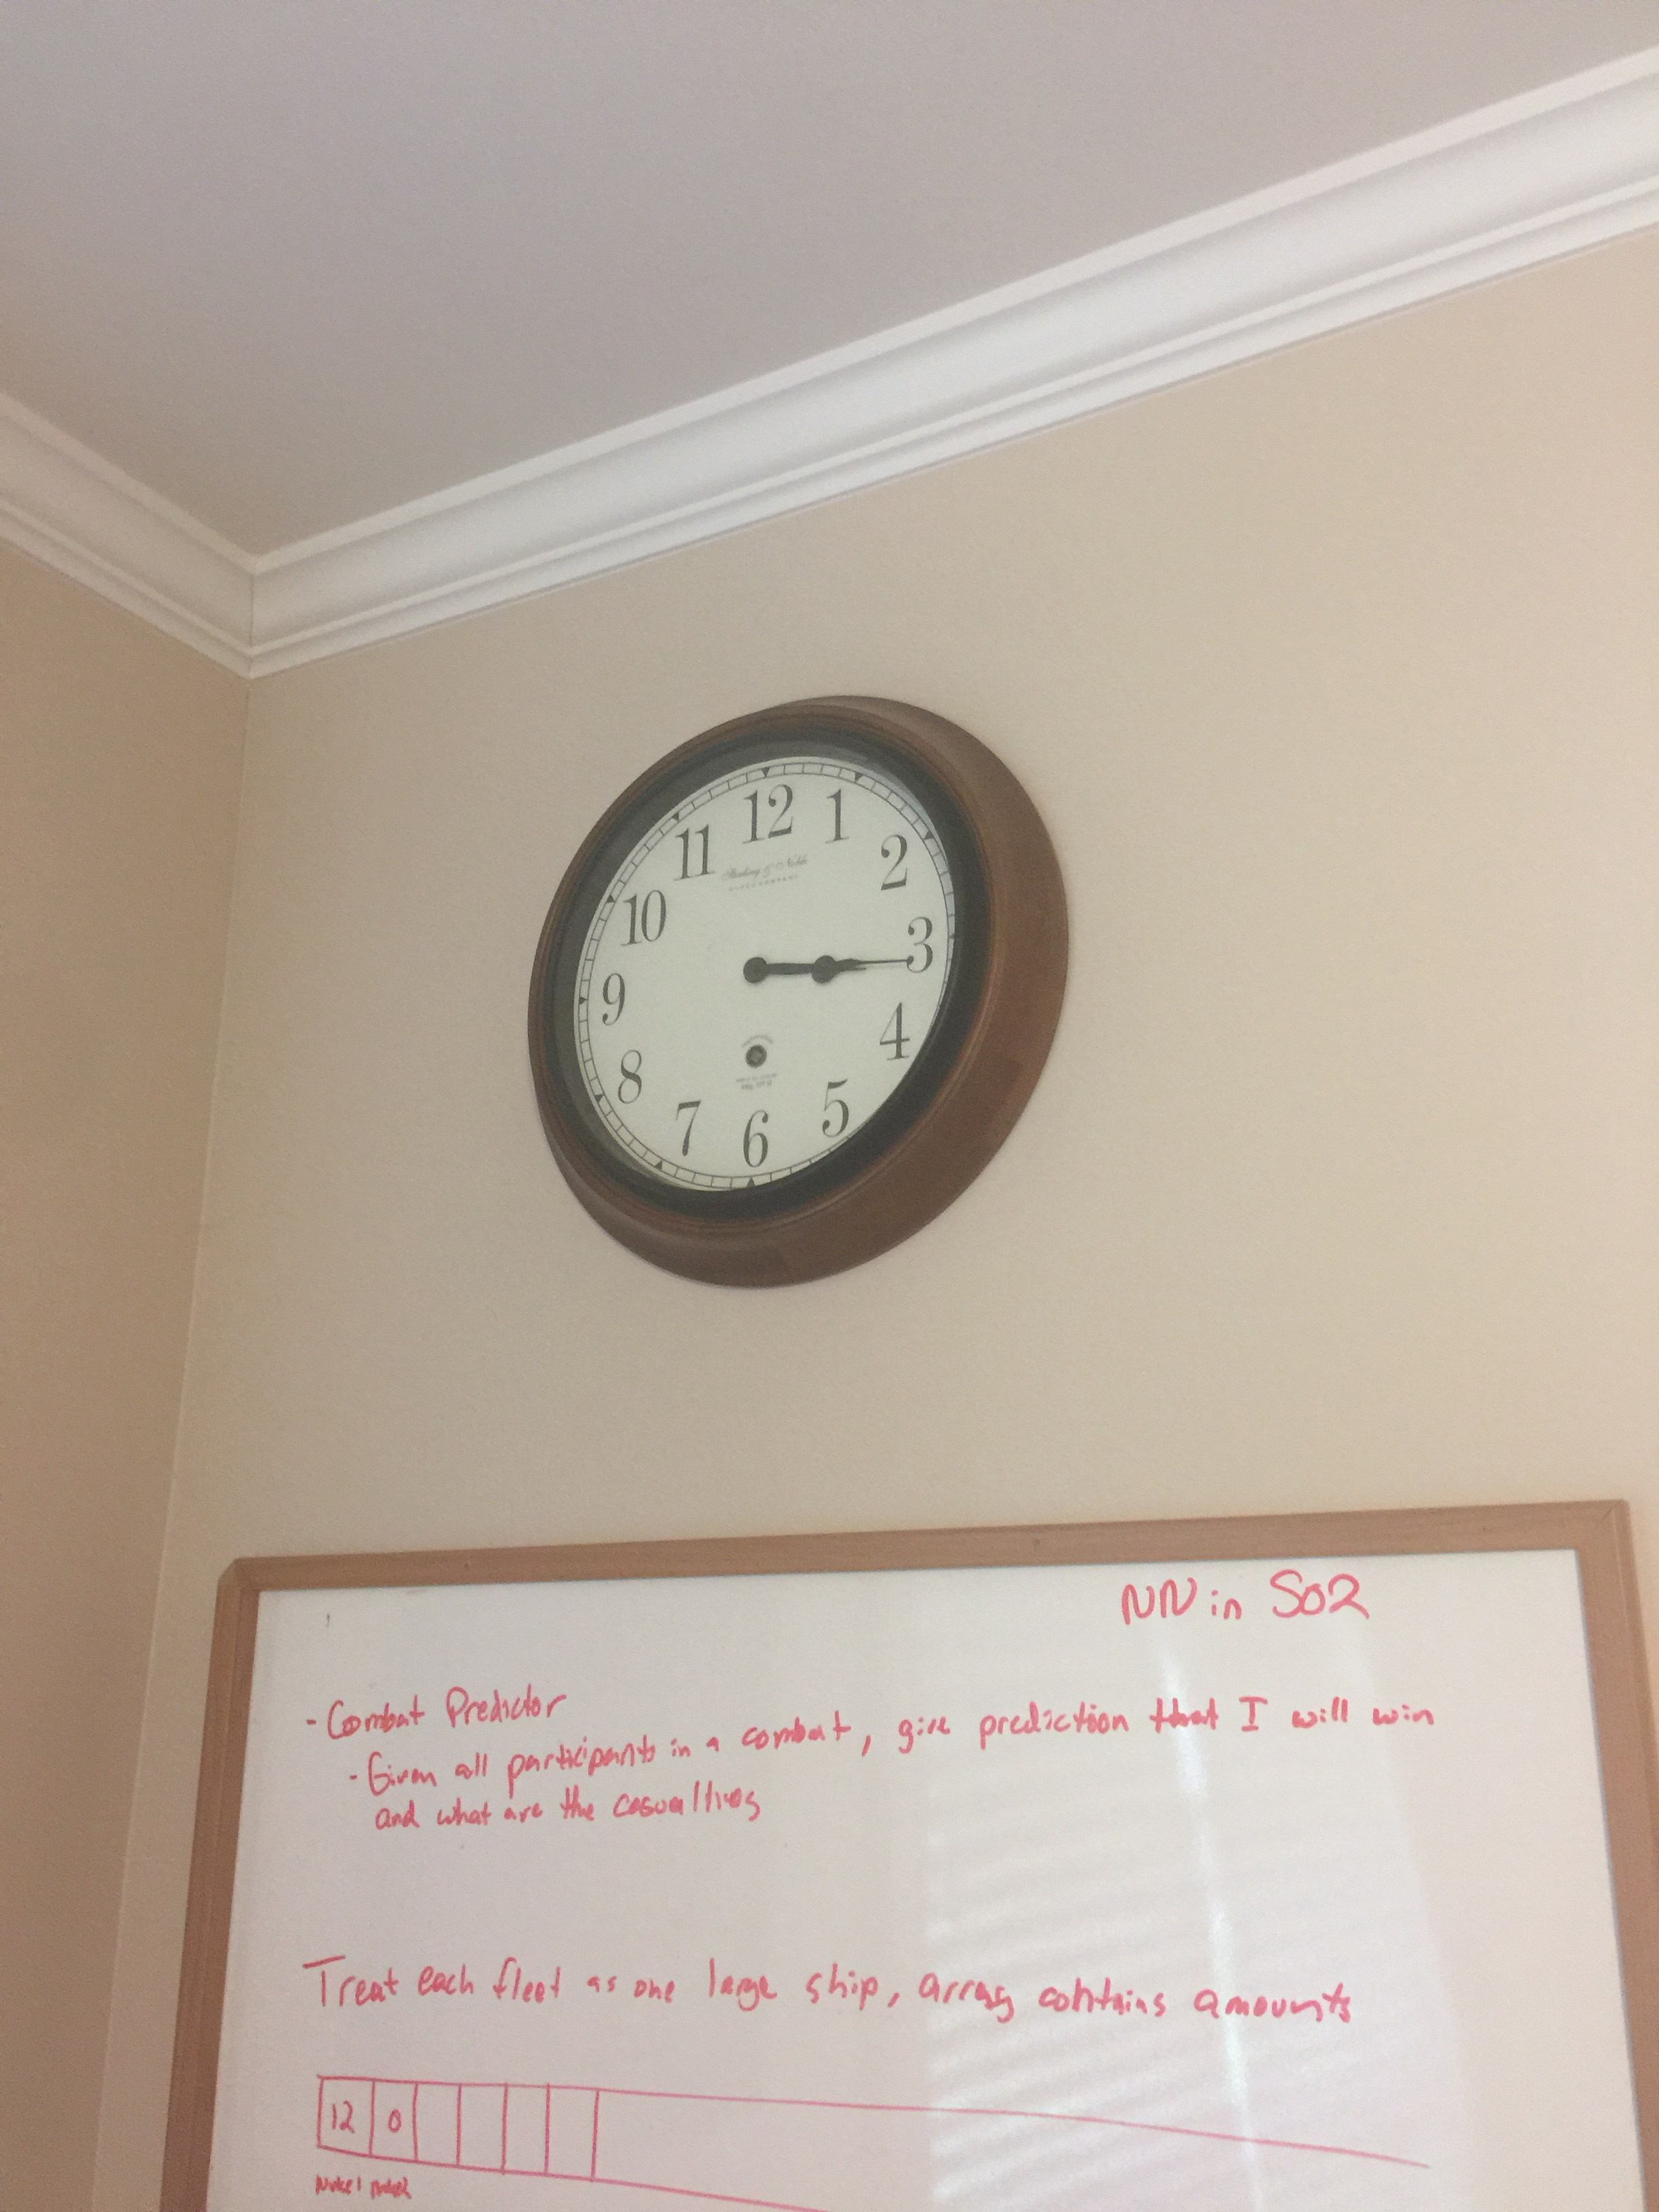 12
1
2
3
4
5
6
7
8
9
10
11
Sterling & Noble
CLOCK COMPANY
NN in So2
- Combat Predictor
- Given all participants in a combat, give prediction that I will win
and what are the casualties
Treat each fleet as one large ship, array contains amounts
12 0